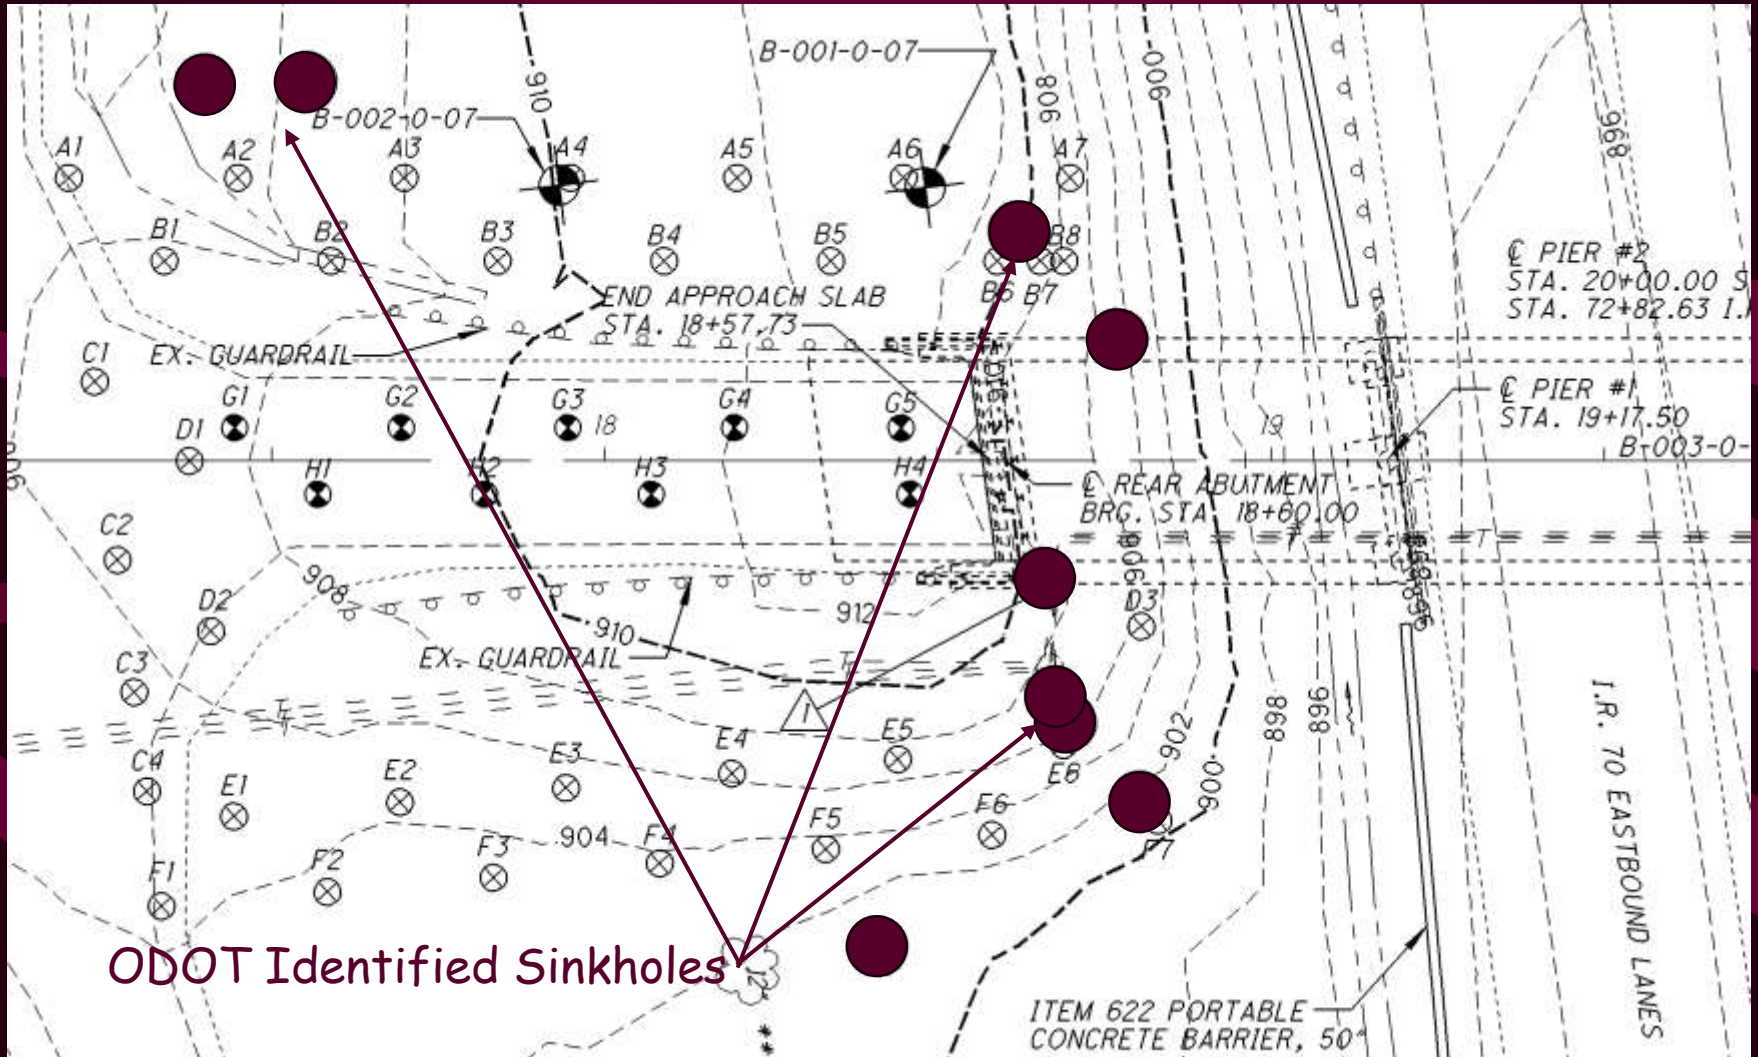 B-001-0-07
910
908
900
896
B-002-0-07
A1
A2
A3
A4
A5
A6
A7
B1
B2
B3
B4
B5
B8
B6 B7
℄ PIER #2
STA. 20+00.00 S
STA. 72+82.63 I.
END APPROACH SLAB
STA. 18+57.73
EX. GUARDRAIL
C1
G1
G2
G3
G4
G5
18
19
℄ PIER #1
STA. 19+17.50
B-003-0-
D1
906
H1
H2
H3
H4
℄ REAR ABUTMENT
BRG. STA. 18+60.00
C2
T
T
906
908
D2
D3
912
910
EX. GUARDRAIL
T
C3
T
1
898
896
902
900
I.R. 70 EASTBOUND LANES
C4
E1
E2
E3
E4
E5
E6
F6
F7
904
F1
F2
F3
F4
F5
ODOT Identified Sinkholes
12"
ITEM 622 PORTABLE
CONCRETE BARRIER, 50"